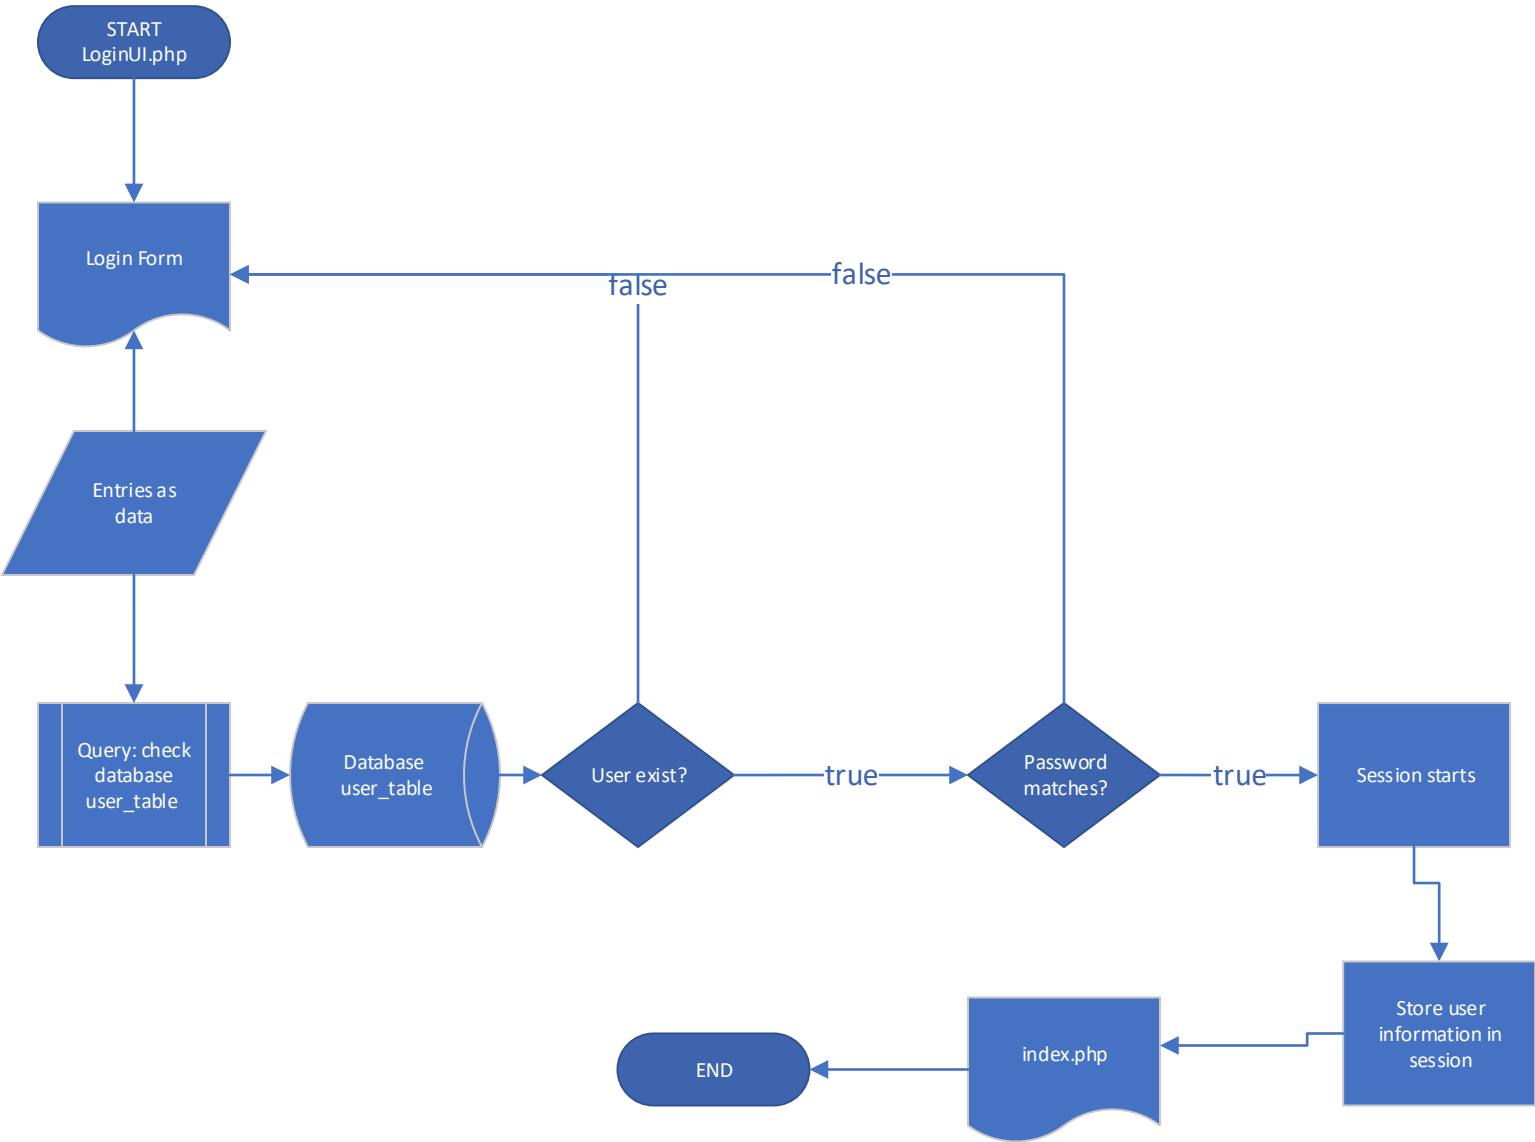 START
LoginUI.php
Login Form
false
false
Entries as
data
Query: check
database
user_table
Database
user_table
User exist?
true
Password
matches?
true
Session starts
Store user
information in
session
index.php
END